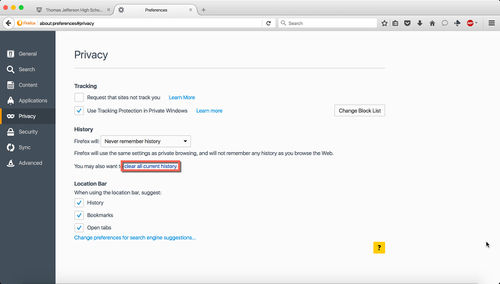 Thomas Jefferson High Scho...
Preferences
Firefox
about:preferences#privacy
Search
General
Search
Content
Applications
Privacy
Security
Sync
Advanced
Privacy
Tracking
Request that sites not track you Learn More
Use Tracking Protection in Private Windows Learn more
Change Block List
History
Firefox will: Never remember history
Firefox will use the same settings as private browsing, and will not remember any history as you browse the Web.
You may also want to clear all current history.
Location Bar
When using the location bar, suggest:
History
Bookmarks
Open tabs
Change preferences for search engine suggestions...
?